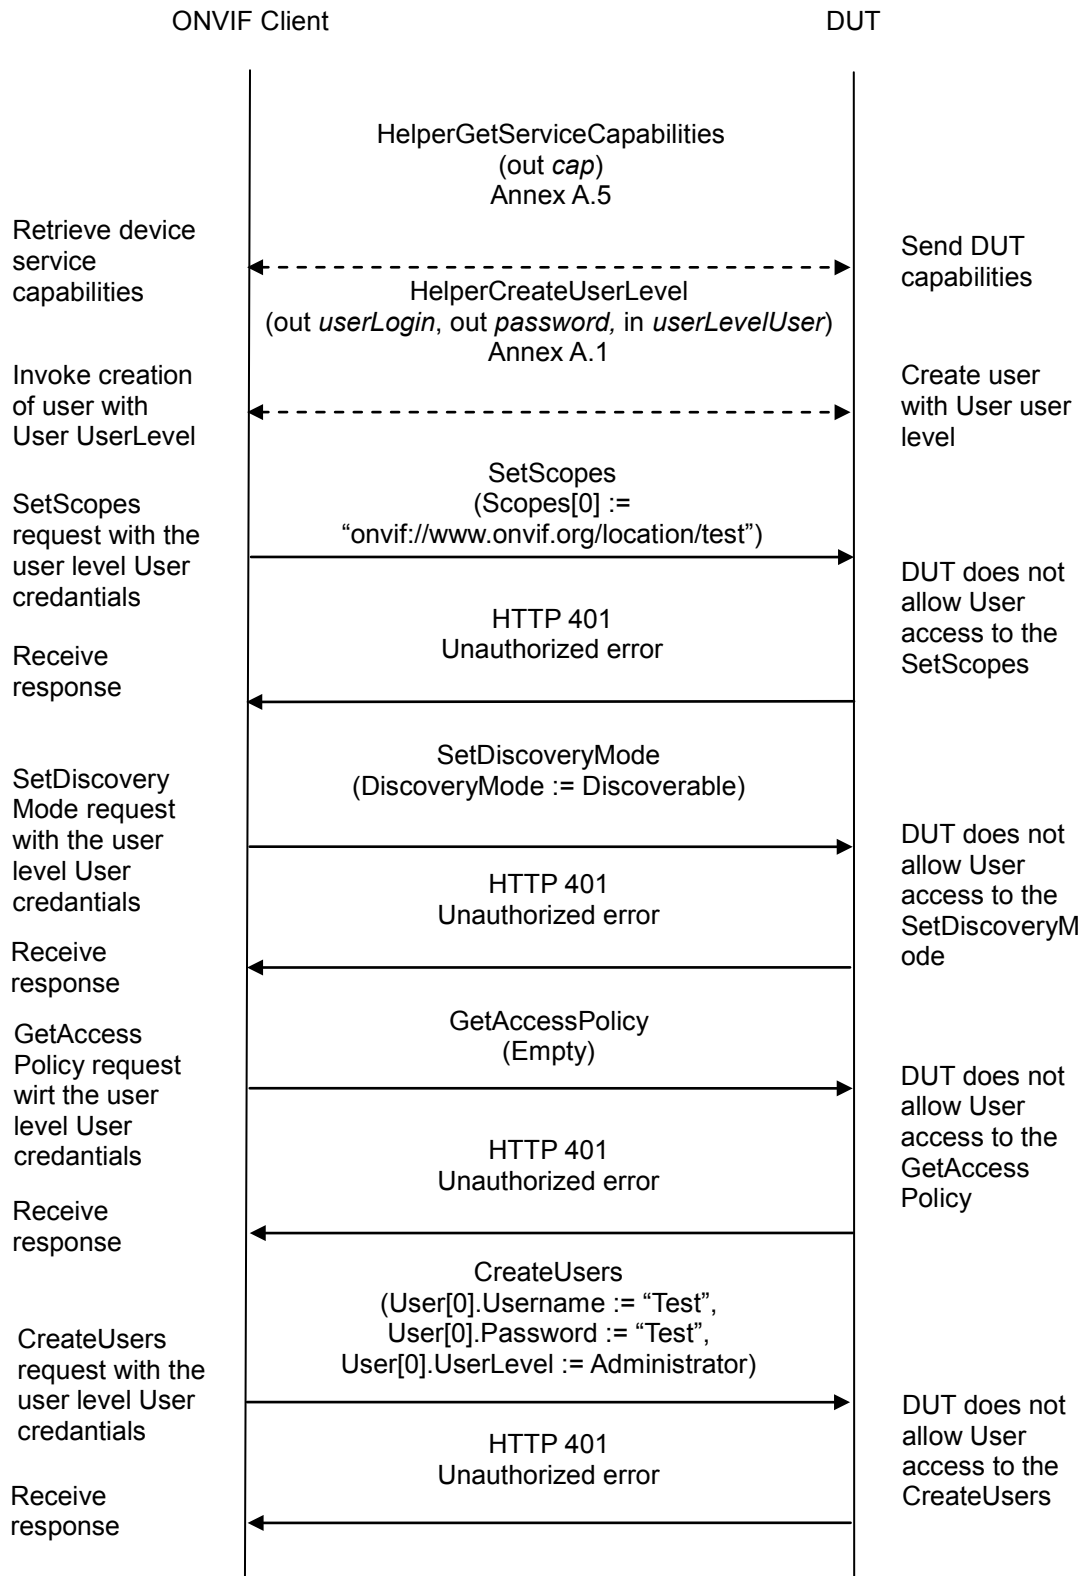 ONVIF Client
DUT
HelperGetServiceCapabilities
(out cap)
Annex A.5
Retrieve device
service
capabilities
Send DUT
capabilities
HelperCreateUserLevel
(out userLogin, out password, in userLevelUser)
Annex A.1
Invoke creation
of user with
User UserLevel
Create user
with User user
level
SetScopes
(Scopes[0] :=
“onvif://www.onvif.org/location/test”)
SetScopes
request with the
user level User
credantials
DUT does not
allow User
access to the
SetScopes
HTTP 401
Unauthorized error
Receive
response
SetDiscoveryMode
(DiscoveryMode := Discoverable)
SetDiscovery
Mode request
with the user
level User
credantials
DUT does not
allow User
access to the
SetDiscoveryM
ode
HTTP 401
Unauthorized error
Receive
response
GetAccessPolicy
(Empty)
GetAccess
Policy request
wirt the user
level User
credantials
DUT does not
allow User
access to the
GetAccess
Policy
HTTP 401
Unauthorized error
Receive
response
CreateUsers
(User[0].Username := “Test”,
User[0].Password := “Test”,
User[0].UserLevel := Administrator)
CreateUsers
request with the
user level User
credantials
DUT does not
allow User
access to the
CreateUsers
HTTP 401
Unauthorized error
Receive
response